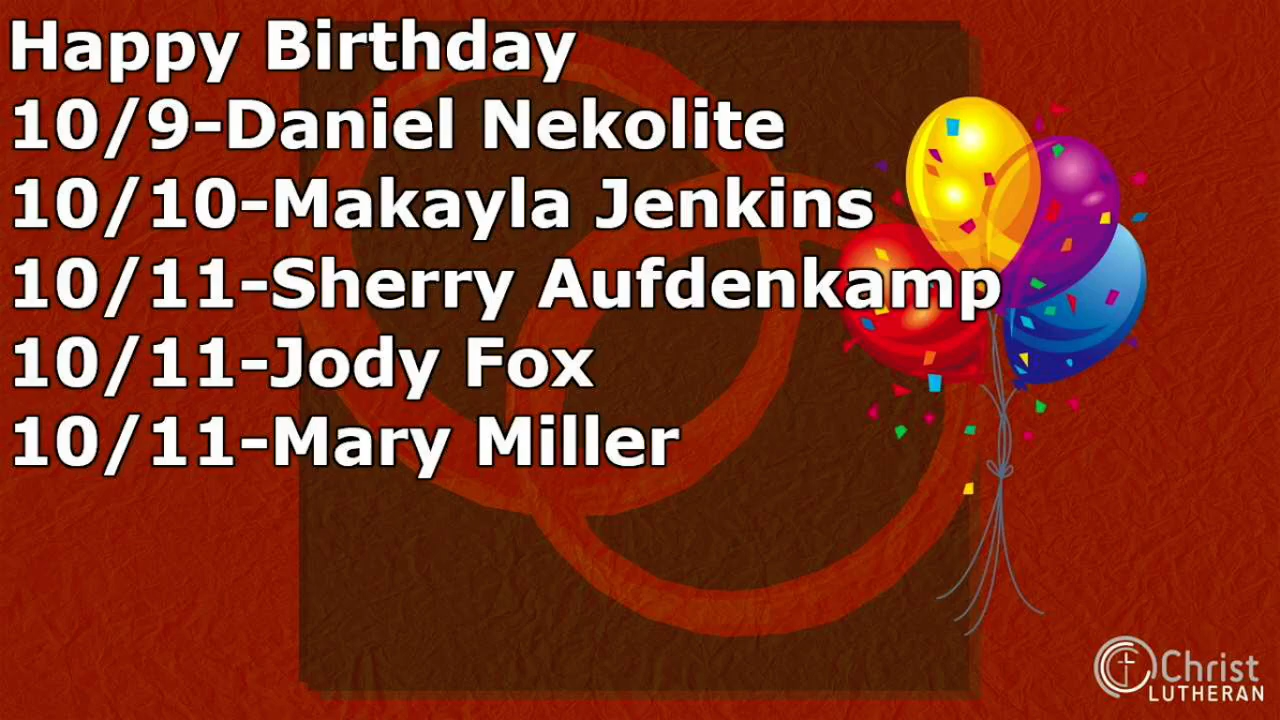 Happy Birthday
10/9-Daniel Nekolite
10/10-Makayla Jenkins
10/11-Sherry Aufdenkamp
10/11-Jody Fox
10/11-Mary Miller
Christ
LUTHERAN